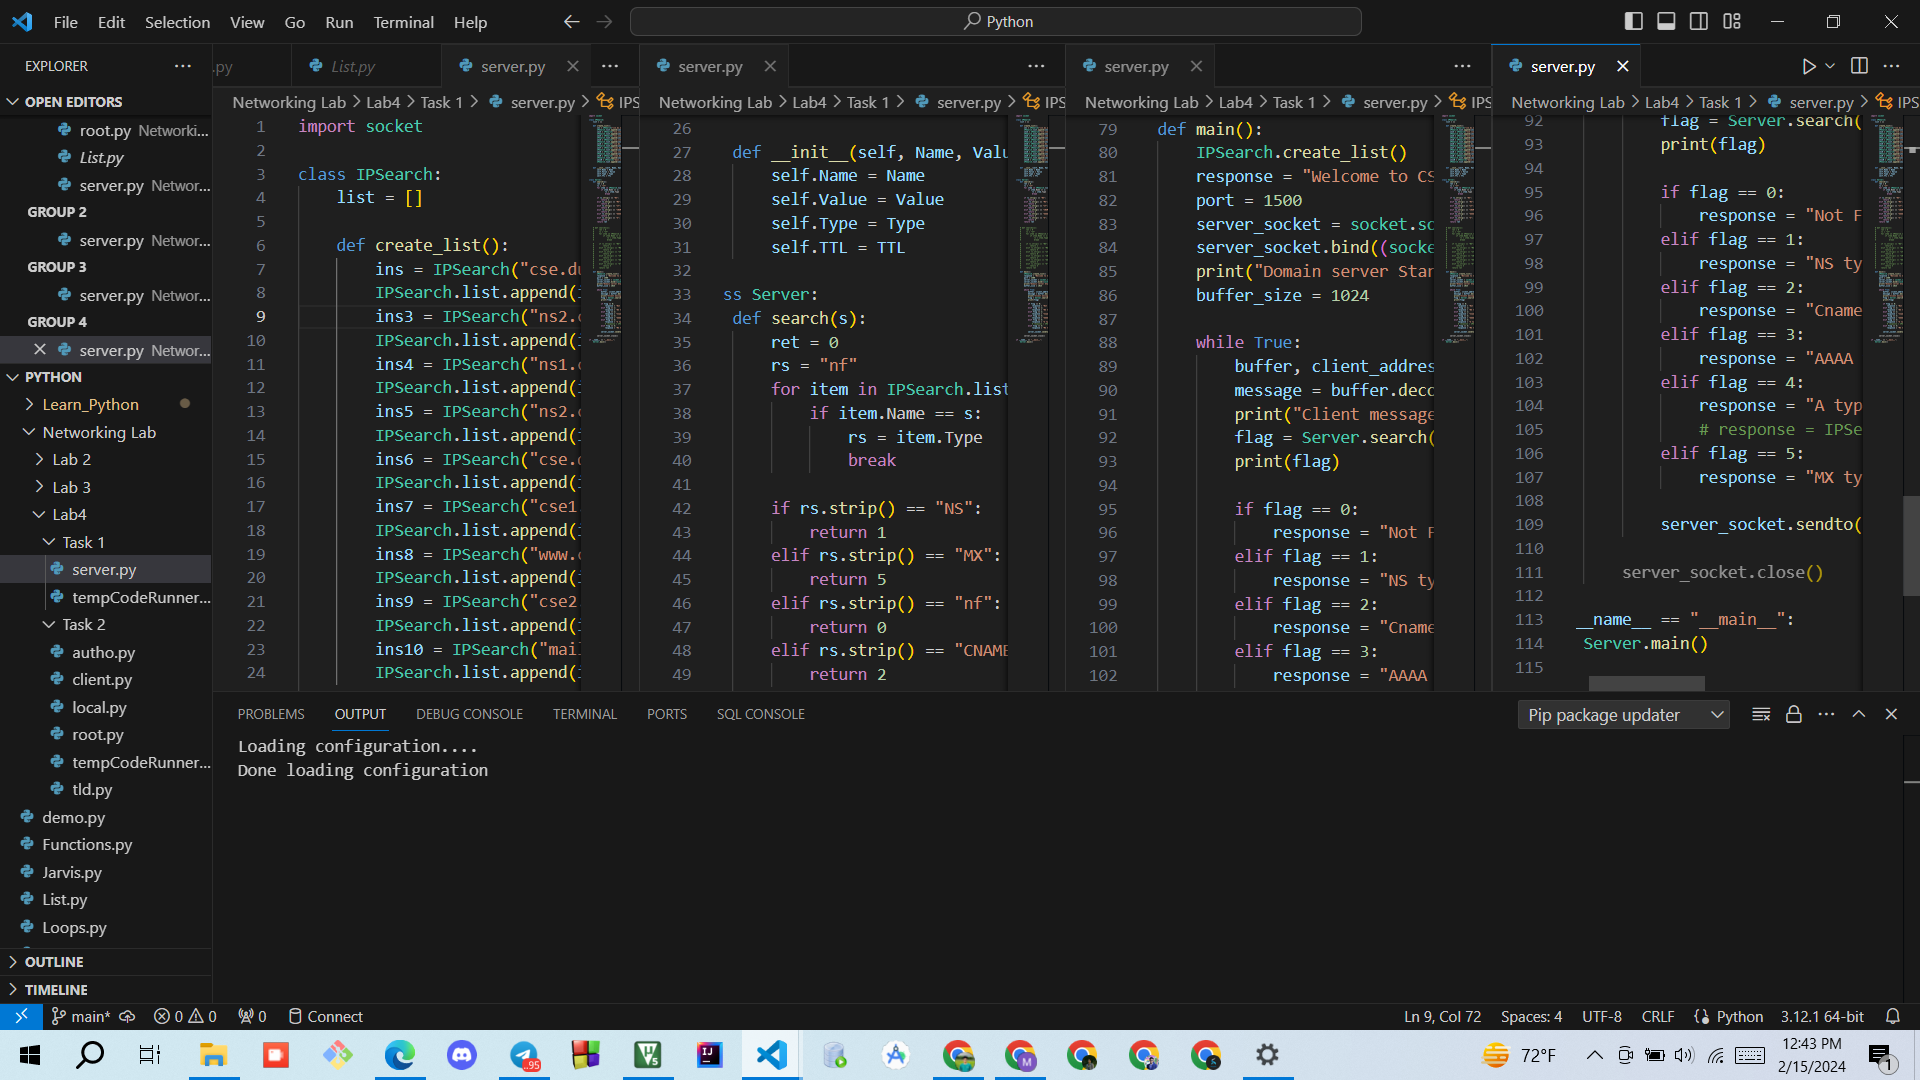 File Edit Selection View Go Run Terminal Help
Python
EXPLORER
OPEN EDITORS
root.py Networki...
List.py
server.py Networ...
GROUP 2
server.py Networ...
GROUP 3
server.py Networ...
GROUP 4
server.py Networ...
PYTHON
Learn_Python
Networking Lab
Lab 2
Lab 3
Lab4
Task 1
server.py
tempCodeRunner...
Task 2
autho.py
client.py
local.py
root.py
tempCodeRunner...
tld.py
demo.py
Functions.py
Jarvis.py
List.py
Loops.py
OUTLINE
TIMELINE
.py List.py server.py
Networking Lab > Lab4 > Task 1 > server.py > IPS
1 import socket
2
3 class IPSearch:
4 list = []
5
6 def create_list():
7 ins = IPSearch("cse.du
8 IPSearch.list.append(i
9 ins3 = IPSearch("ns2.c
10 IPSearch.list.append(i
11 ins4 = IPSearch("ns1.c
12 IPSearch.list.append(i
13 ins5 = IPSearch("ns2.c
14 IPSearch.list.append(i
15 ins6 = IPSearch("cse.d
16 IPSearch.list.append(i
17 ins7 = IPSearch("cse1.
18 IPSearch.list.append(i
19 ins8 = IPSearch("www.c
20 IPSearch.list.append(i
21 ins9 = IPSearch("cse2.
22 IPSearch.list.append(i
23 ins10 = IPSearch("mail
24 IPSearch.list.append(i
server.py
Networking Lab > Lab4 > Task 1 > server.py > IPS
26
27 def __init__(self, Name, Valu
28 self.Name = Name
29 self.Value = Value
30 self.Type = Type
31 self.TTL = TTL
32
33 ss Server:
34 def search(s):
35 ret = 0
36 rs = "nf"
37 for item in IPSearch.list
38 if item.Name == s:
39 rs = item.Type
40 break
41
42 if rs.strip() == "NS":
43 return 1
44 elif rs.strip() == "MX":
45 return 5
46 elif rs.strip() == "nf":
47 return 0
48 elif rs.strip() == "CNAME
49 return 2
server.py
Networking Lab > Lab4 > Task 1 > server.py > IPS
79 def main():
80 IPSearch.create_list()
81 response = "Welcome to CS
82 port = 1500
83 server_socket = socket.so
84 server_socket.bind((socke
85 print("Domain server Star
86 buffer_size = 1024
87
88 while True:
89 buffer, client_addres
90 message = buffer.deco
91 print("Client message
92 flag = Server.search(
93 print(flag)
94
95 if flag == 0:
96 response = "Not F
97 elif flag == 1:
98 response = "NS ty
99 elif flag == 2:
100 response = "Cname
101 elif flag == 3:
102 response = "AAAA
server.py
Networking Lab > Lab4 > Task 1 > server.py > IPS
92 flag = Server.search(
93 print(flag)
94
95 if flag == 0:
96 response = "Not F
97 elif flag == 1:
98 response = "NS ty
99 elif flag == 2:
100 response = "Cname
101 elif flag == 3:
102 response = "AAAA
103 elif flag == 4:
104 response = "A typ
105 # response = IPSe
106 elif flag == 5:
107 response = "MX ty
108
109 server_socket.sendto(
110
111 server_socket.close()
112
113 __name__ == "__main__":
114 Server.main()
115
PROBLEMS OUTPUT DEBUG CONSOLE TERMINAL PORTS SQL CONSOLE
Pip package updater
Loading configuration....
Done loading configuration
main* 0 0 0 Connect
Ln 9, Col 72 Spaces: 4 UTF-8 CRLF Python 3.12.1 64-bit
..95
V5
IJ
M
72°F
12:43 PM
2/15/2024
1